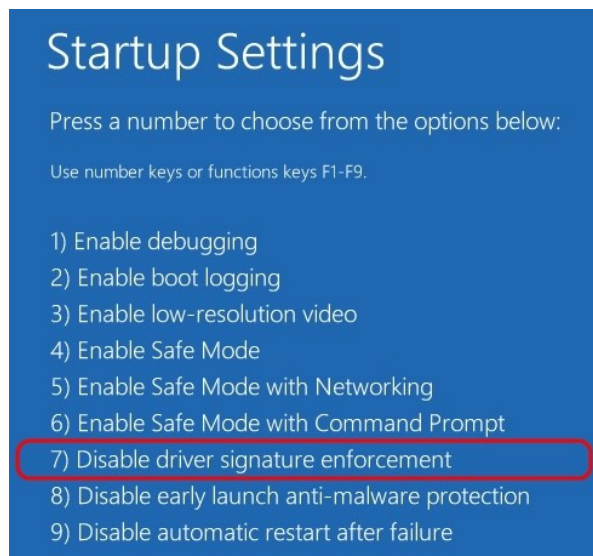 Startup Settings
Press a number to choose from the options below:
Use number keys or functions keys F1-F9.
1) Enable debugging
2) Enable boot logging
3) Enable low-resolution video
4) Enable Safe Mode
5) Enable Safe Mode with Networking
6) Enable Safe Mode with Command Prompt
7) Disable driver signature enforcement
8) Disable early launch anti-malware protection
9) Disable automatic restart after failure